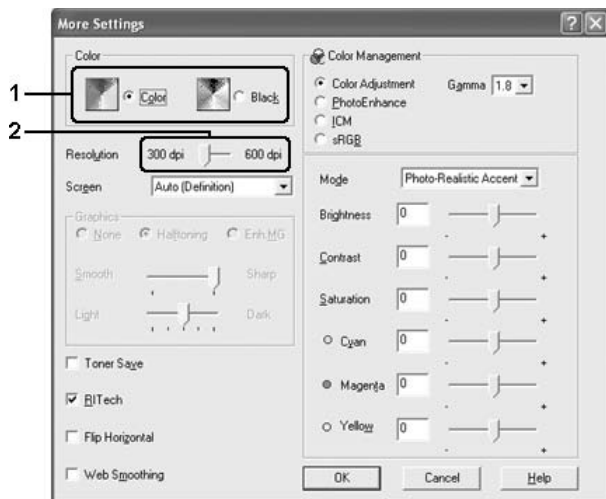 More Settings
Color
1
Color
Black
2
Resolution 300 dpi 600 dpi
Screen Auto (Definition)
Graphics
None Halftoning Enh.MG
Smooth Sharp
Light Dark
Toner Save
RITech
Flip Horizontal
Web Smoothing
Color Management
Color Adjustment Gamma 1.8
PhotoEnhance
ICM
sRGB
Mode Photo-Realistic Accent
Brightness 0
- +
Contrast 0
- +
Saturation 0
- +
Cyan 0
- +
Magenta 0
- +
Yellow 0
- +
OK Cancel Help